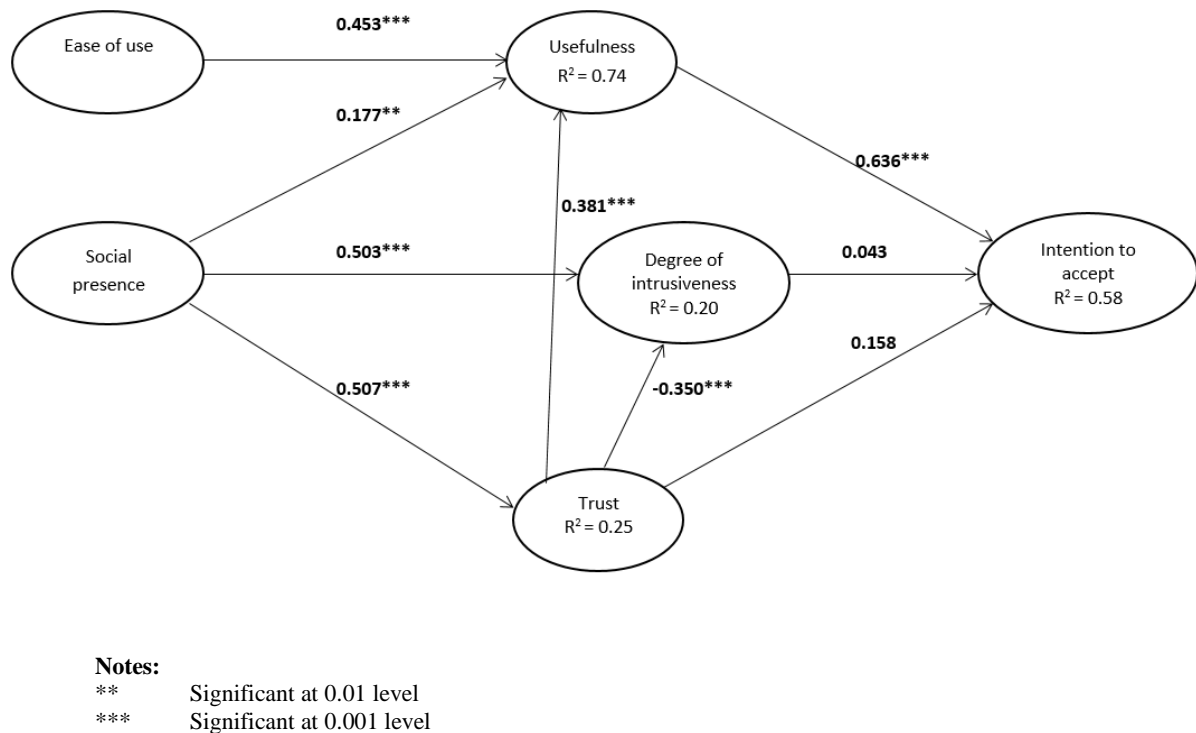 0.453***
Ease of use
Usefulness
R² = 0.74
0.177**
0.636***
0.381***
Social
presence
0.503***
Degree of
intrusiveness
R² = 0.20
0.043
Intention to
accept
R² = 0.58
0.158
0.507***
-0.350***
Trust
R² = 0.25
Notes:
** Significant at 0.01 level
*** Significant at 0.001 level